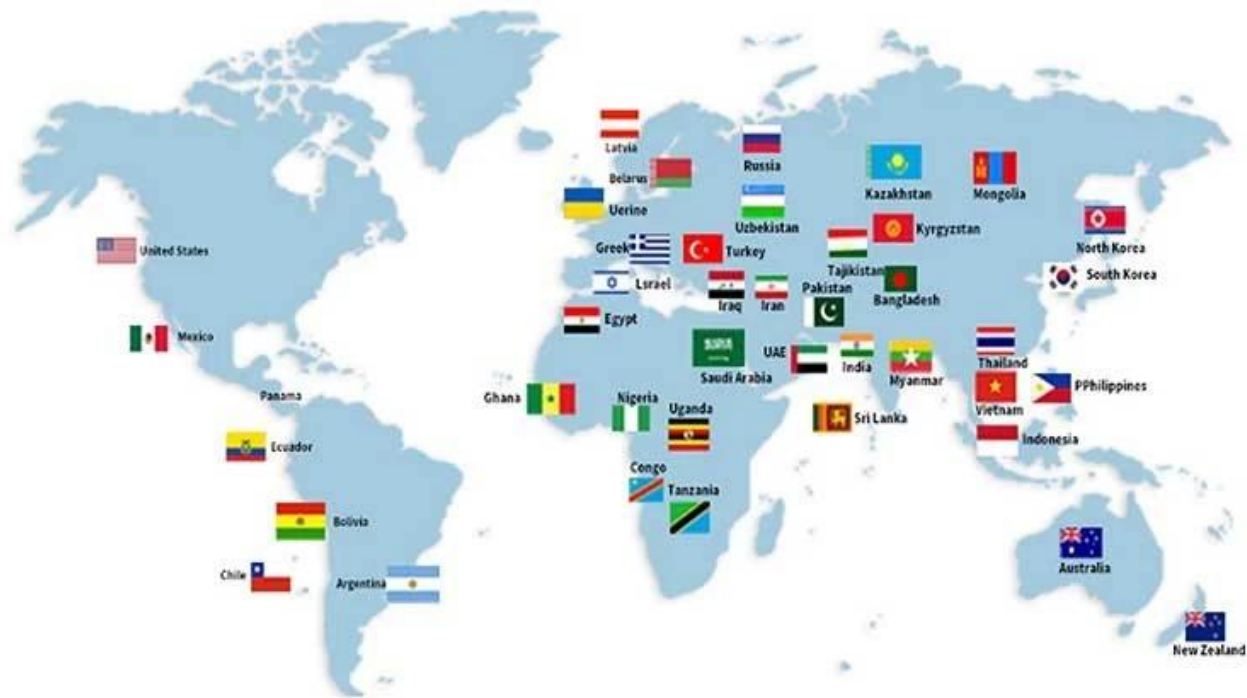 Latvia
Russia
Belarus
Kazakhstan
Mongolia
Uerine
Uzbekistan
Kyrgyzstan
North Korea
United States
Greek
Turkey
Tajikistan
South Korea
Lsrael
Iraq
Iran
Pakistan
Bangladesh
Egypt
Mexico
UAE
India
Thailand
Saudi Arabia
Myanmar
PPhilippines
Panama
Ghana
Nigeria
Uganda
Sri Lanka
Vietnam
Ecuador
Indonesia
Congo
Tanzania
Bolivia
Australia
Chile
Argentina
New Zealand